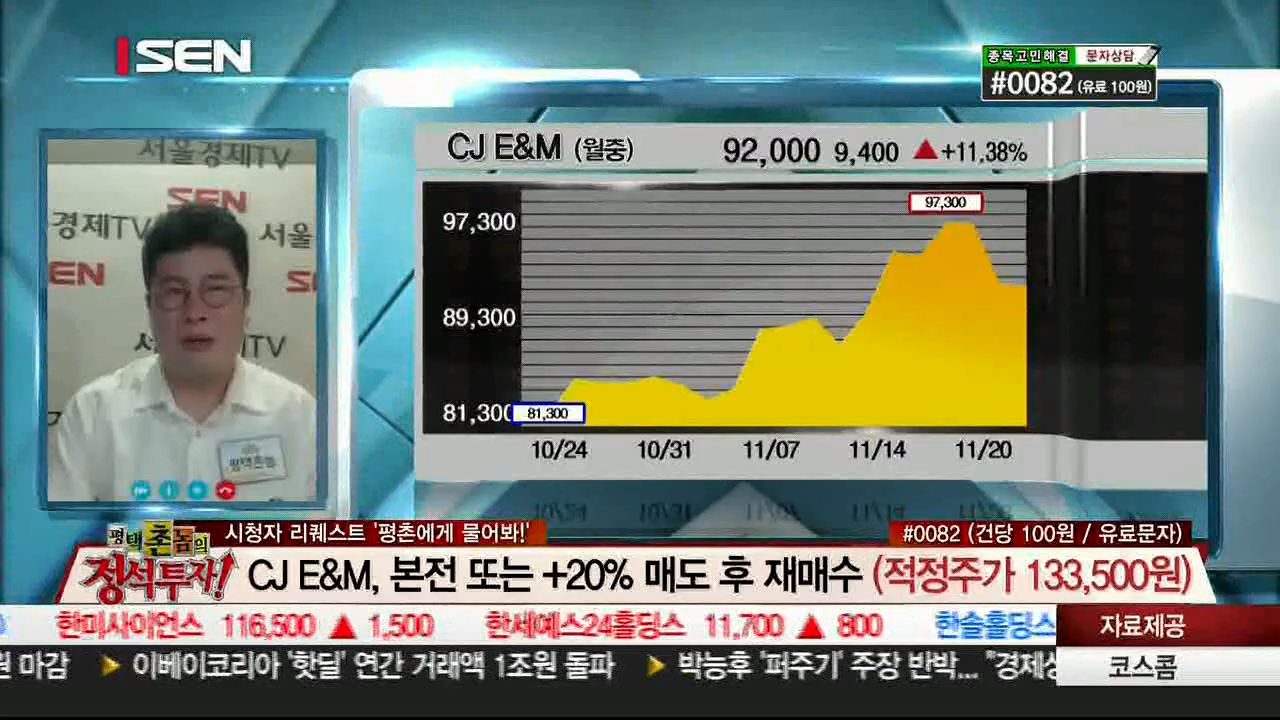 SEN
종목고민해결 문자상담
#0082 (유료 100원)
서울경제TV
SEN
경제TV 서울
EN
CJ E&M (월중) 92,000 9,400 ▲+11,38%
97,300
89,300
81,300
97,300
81,300
10/24 10/31 11/07 11/14 11/20
평택촌놈의
정석투자!
시청자 리퀘스트 '평촌에게 물어봐!'
#0082 (건당 100원 / 유료문자)
CJ E&M, 본전 또는 +20% 매도 후 재매수 (적정주가 133,500원)
한미사이언스 116,500 ▲ 1,500 한세예스24홀딩스 11,700 ▲ 800 한솔홀딩스
자료제공
원 마감 ▶ 이베이코리아 '핫딜' 연간 거래액 1조원 돌파 ▶ 박능후 '퍼주기' 주장 반박... "경제성
코스콤